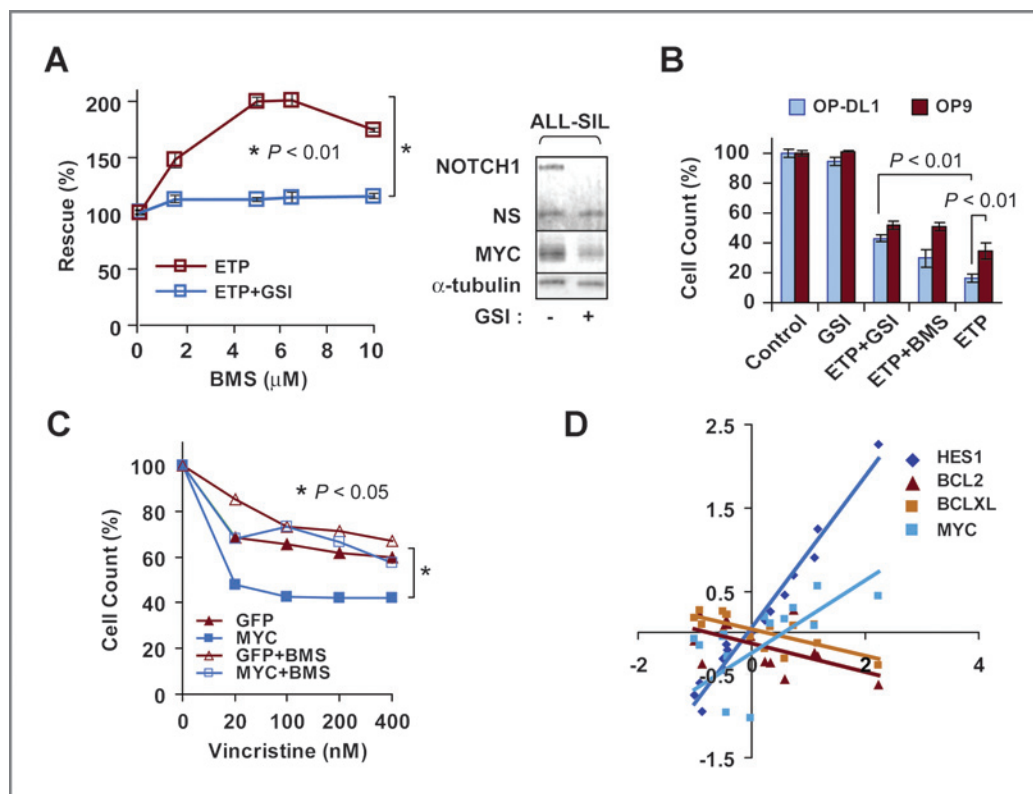 A
200
150
100
50
0
Rescue (%)
* P < 0.01
*
ETP
ETP+GSI
0 2 4 6 8 10
BMS (μM)
ALL-SIL
NOTCH1
NS
MYC
α-tubulin
GSI : - +
B
OP-DL1 OP9
100
80
60
40
20
0
Cell Count (%)
P < 0.01
P < 0.01
Control
GSI
ETP+GSI
ETP+BMS
ETP
C
100
80
60
40
20
0
Cell Count (%)
* P < 0.05
*
GFP
MYC
GFP+BMS
MYC+BMS
0 20 100 200 400
Vincristine (nM)
D
2.5
1.5
0.5
-0.5
-1.5
-2 0 2 4
HES1
BCL2
BCLXL
MYC